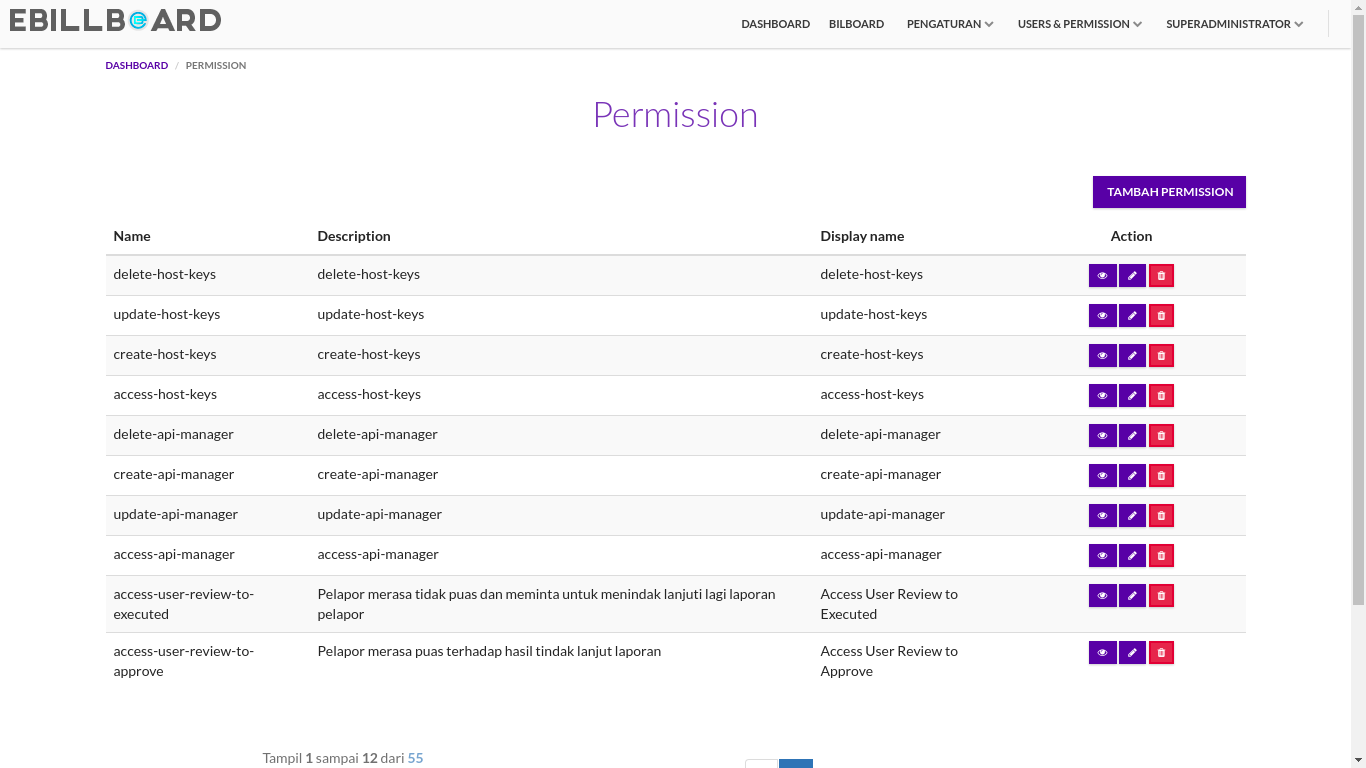 EBILLBOARD
DASHBOARD BILBOARD PENGATURAN USERS & PERMISSION SUPERADMINISTRATOR
DASHBOARD / PERMISSION
Permission
TAMBAH PERMISSION
Name Description Display name Action
delete-host-keys delete-host-keys delete-host-keys
update-host-keys update-host-keys update-host-keys
create-host-keys create-host-keys create-host-keys
access-host-keys access-host-keys access-host-keys
delete-api-manager delete-api-manager delete-api-manager
create-api-manager create-api-manager create-api-manager
update-api-manager update-api-manager update-api-manager
access-api-manager access-api-manager access-api-manager
access-user-review-to- Pelapor merasa tidak puas dan meminta untuk menindak lanjuti lagi laporan Access User Review to
executed pelapor Executed
access-user-review-to- Pelapor merasa puas terhadap hasil tindak lanjut laporan Access User Review to
approve Approve
Tampil 1 sampai 12 dari 55